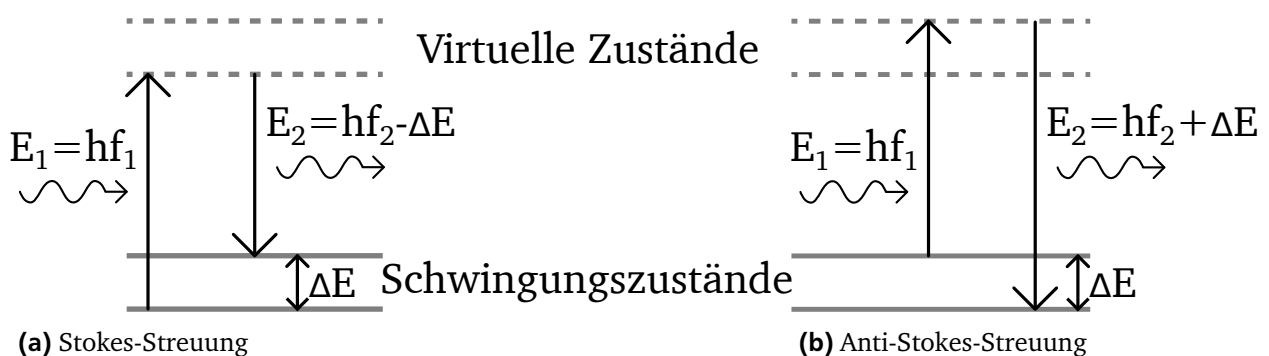 Virtuelle Zustände
E₁=hf₁
E₂=hf₂-ΔE
E₁=hf₁
E₂=hf₂+ΔE
ΔE
Schwingungszustände
ΔE
(a) Stokes-Streuung
(b) Anti-Stokes-Streuung